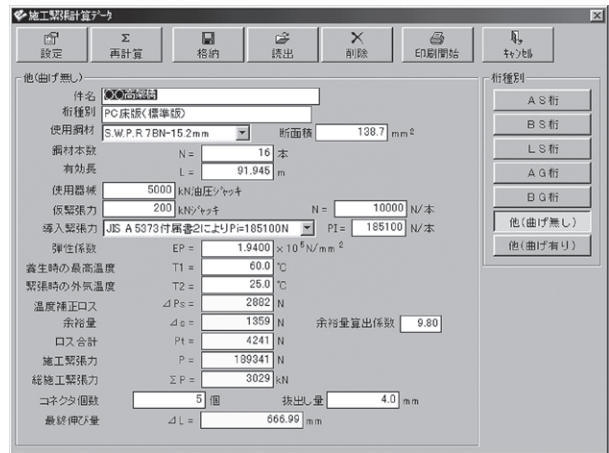 施工緊張計算データ
設定 再計算 格納 読出 削除 印刷開始 キャンセル
他(曲げ無し)
件名 〇〇高架橋
桁種別 PC床版(標準版)
使用鋼材 S.W.P.R 7BN-15.2mm 断面積 138.7 mm²
鋼材本数 N = 16 本
有効長 L = 91.945 m
使用器械 5000 kN油圧ジャッキ
仮緊張力 200 kNジャッキ N = 10000 N/本
導入緊張力 JIS A 5373付属書2によりPi=185100N PI= 185100 N/本
弾性係数 EP = 1.9400 ×10⁵N/mm²
養生時の最高温度 T1 = 60.0 ℃
緊張時の外気温度 T2 = 25.0 ℃
温度補正ロス ⊿Ps = 2882 N
余裕量 ⊿α = 1359 N 余裕量算出係数 9.80
ロス合計 Pt = 4241 N
施工緊張力 P = 189341 N
総施工緊張力 ΣP = 3029 kN
コネクタ個数 5 個 抜出し量 4.0 mm
最終伸び量 ⊿L = 666.99 mm
桁種別
AS桁
BS桁
LS桁
AG桁
BG桁
他(曲げ無し)
他(曲げ有り)